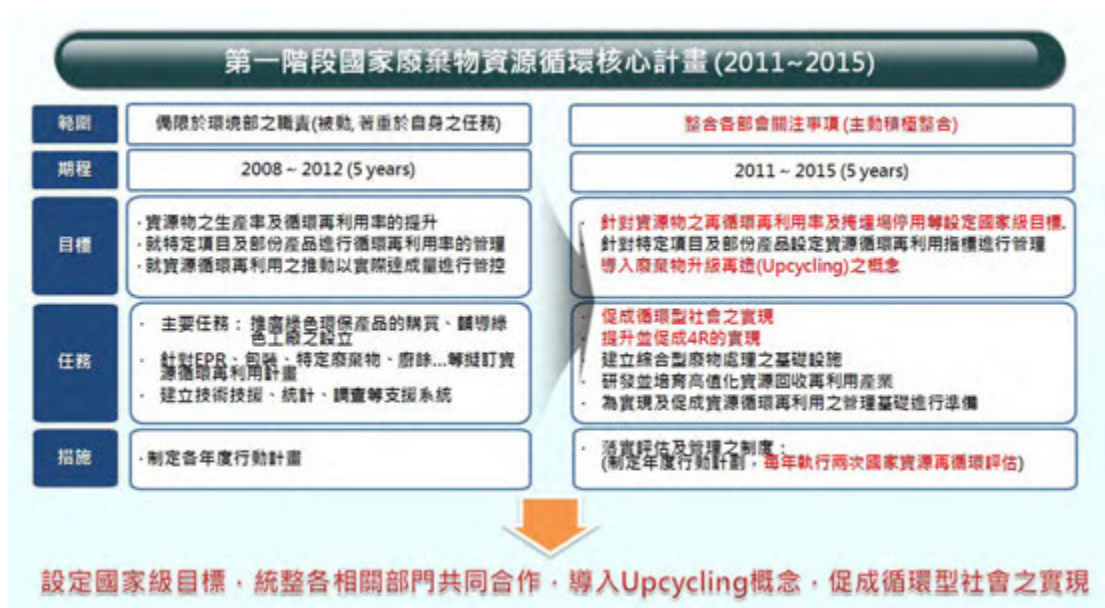 第一階段國家廢棄物資源循環核心計畫(2011~2015)
範圍
侷限於環境部之職責(被動, 著重於自身之任務)
整合各部會關注事項 (主動積極整合)
期程
2008 ~ 2012 (5 years)
2011 ~ 2015 (5 years)
目標
· 資源物之生產率及循環再利用率的提升
· 就特定項目及部份產品進行循環再利用率的管理
· 就資源循環再利用之推動以實際達成量進行管控
· 針對資源物之再循環再利用率及掩埋場停用等設定國家級目標.
針對特定項目及部份產品設定資源循環再利用指標進行管理
· 導入廢棄物升級再造(Upcycling)之概念
任務
· 主要任務： 推廣綠色環保產品的購買、輔導綠
色工廠之設立
· 針對EPR、包裝、特定廢棄物、廚餘...等擬訂資
源循環再利用計畫
· 建立技術技援、統計、調查等支援系統
· 促成循環型社會之實現
· 提升並促成4R的實現
· 建立綜合型廢物處理之基礎設施
· 研發並培育高值化資源回收再利用產業
· 為實現及促成資源循環再利用之管理基礎進行準備
措施
· 制定各年度行動計畫
· 落實評估及管理之制度：
(制定年度行動計劃，每年執行兩次國家資源再循環評估)
設定國家級目標，統整各相關部門共同合作，導入Upcycling概念，促成循環型社會之實現